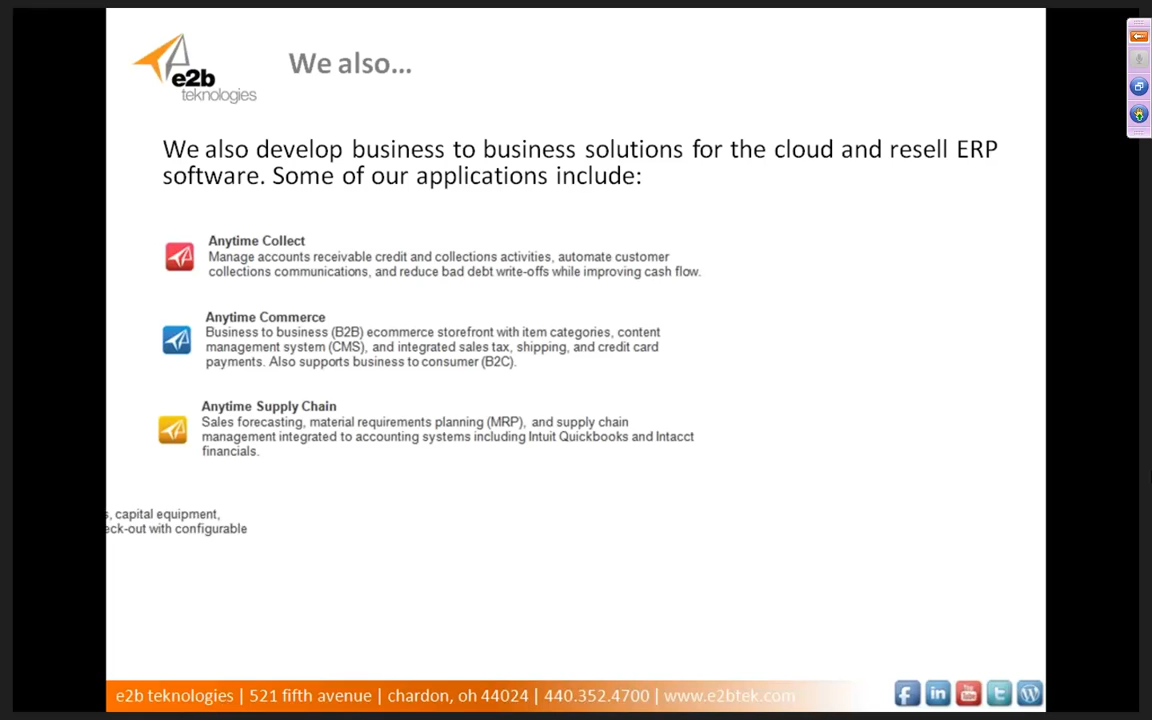 e2b
teknologies
We also...
We also develop business to business solutions for the cloud and resell ERP
software. Some of our applications include:
Anytime Collect
Manage accounts receivable credit and collections activities, automate customer
collections communications, and reduce bad debt write-offs while improving cash flow.
Anytime Commerce
Business to business (B2B) ecommerce storefront with item categories, content
management system (CMS), and integrated sales tax, shipping, and credit card
payments. Also supports business to consumer (B2C).
Anytime Supply Chain
Sales forecasting, material requirements planning (MRP), and supply chain
management integrated to accounting systems including Intuit Quickbooks and Intacct
financials.
s, capital equipment,
eck-out with configurable
e2b teknologies | 521 fifth avenue | chardon, oh 44024 | 440.352.4700 | www.e2btek.com